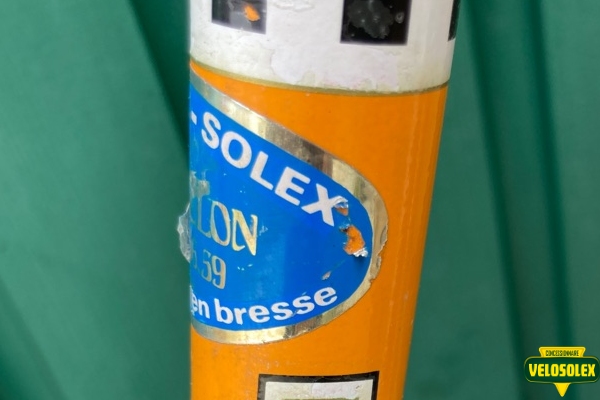 - SOLEX
LON
.59
en bresse
CONCESSIONNAIRE
VELOSOLEX